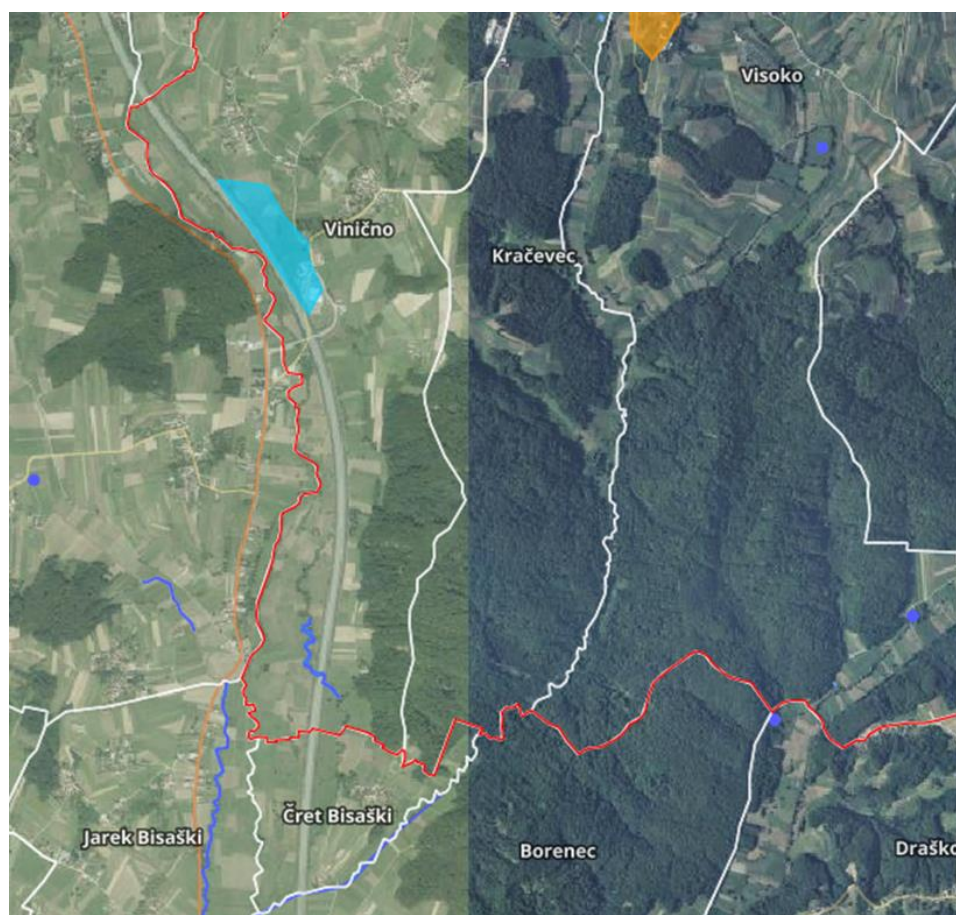 Visoko
Vinično
Kračevec
Čret Bisaški
Jarek Bisaški
Borenec
Draško